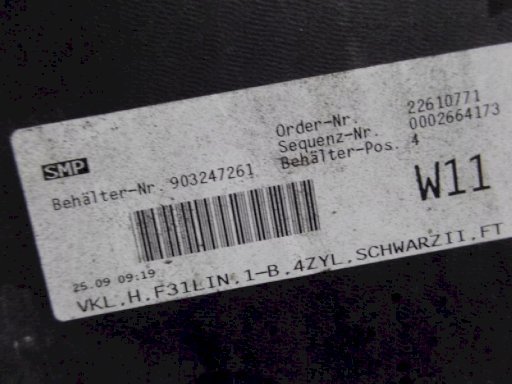 SMP
Order-Nr. 22610771
Sequenz-Nr. 0002664173
Behälter-Nr. 903247261 Behälter-Pos. 4
W11
25.09 09:19
VKL.H.F31LIN.1-B.4ZYL.SCHWARZII.FT